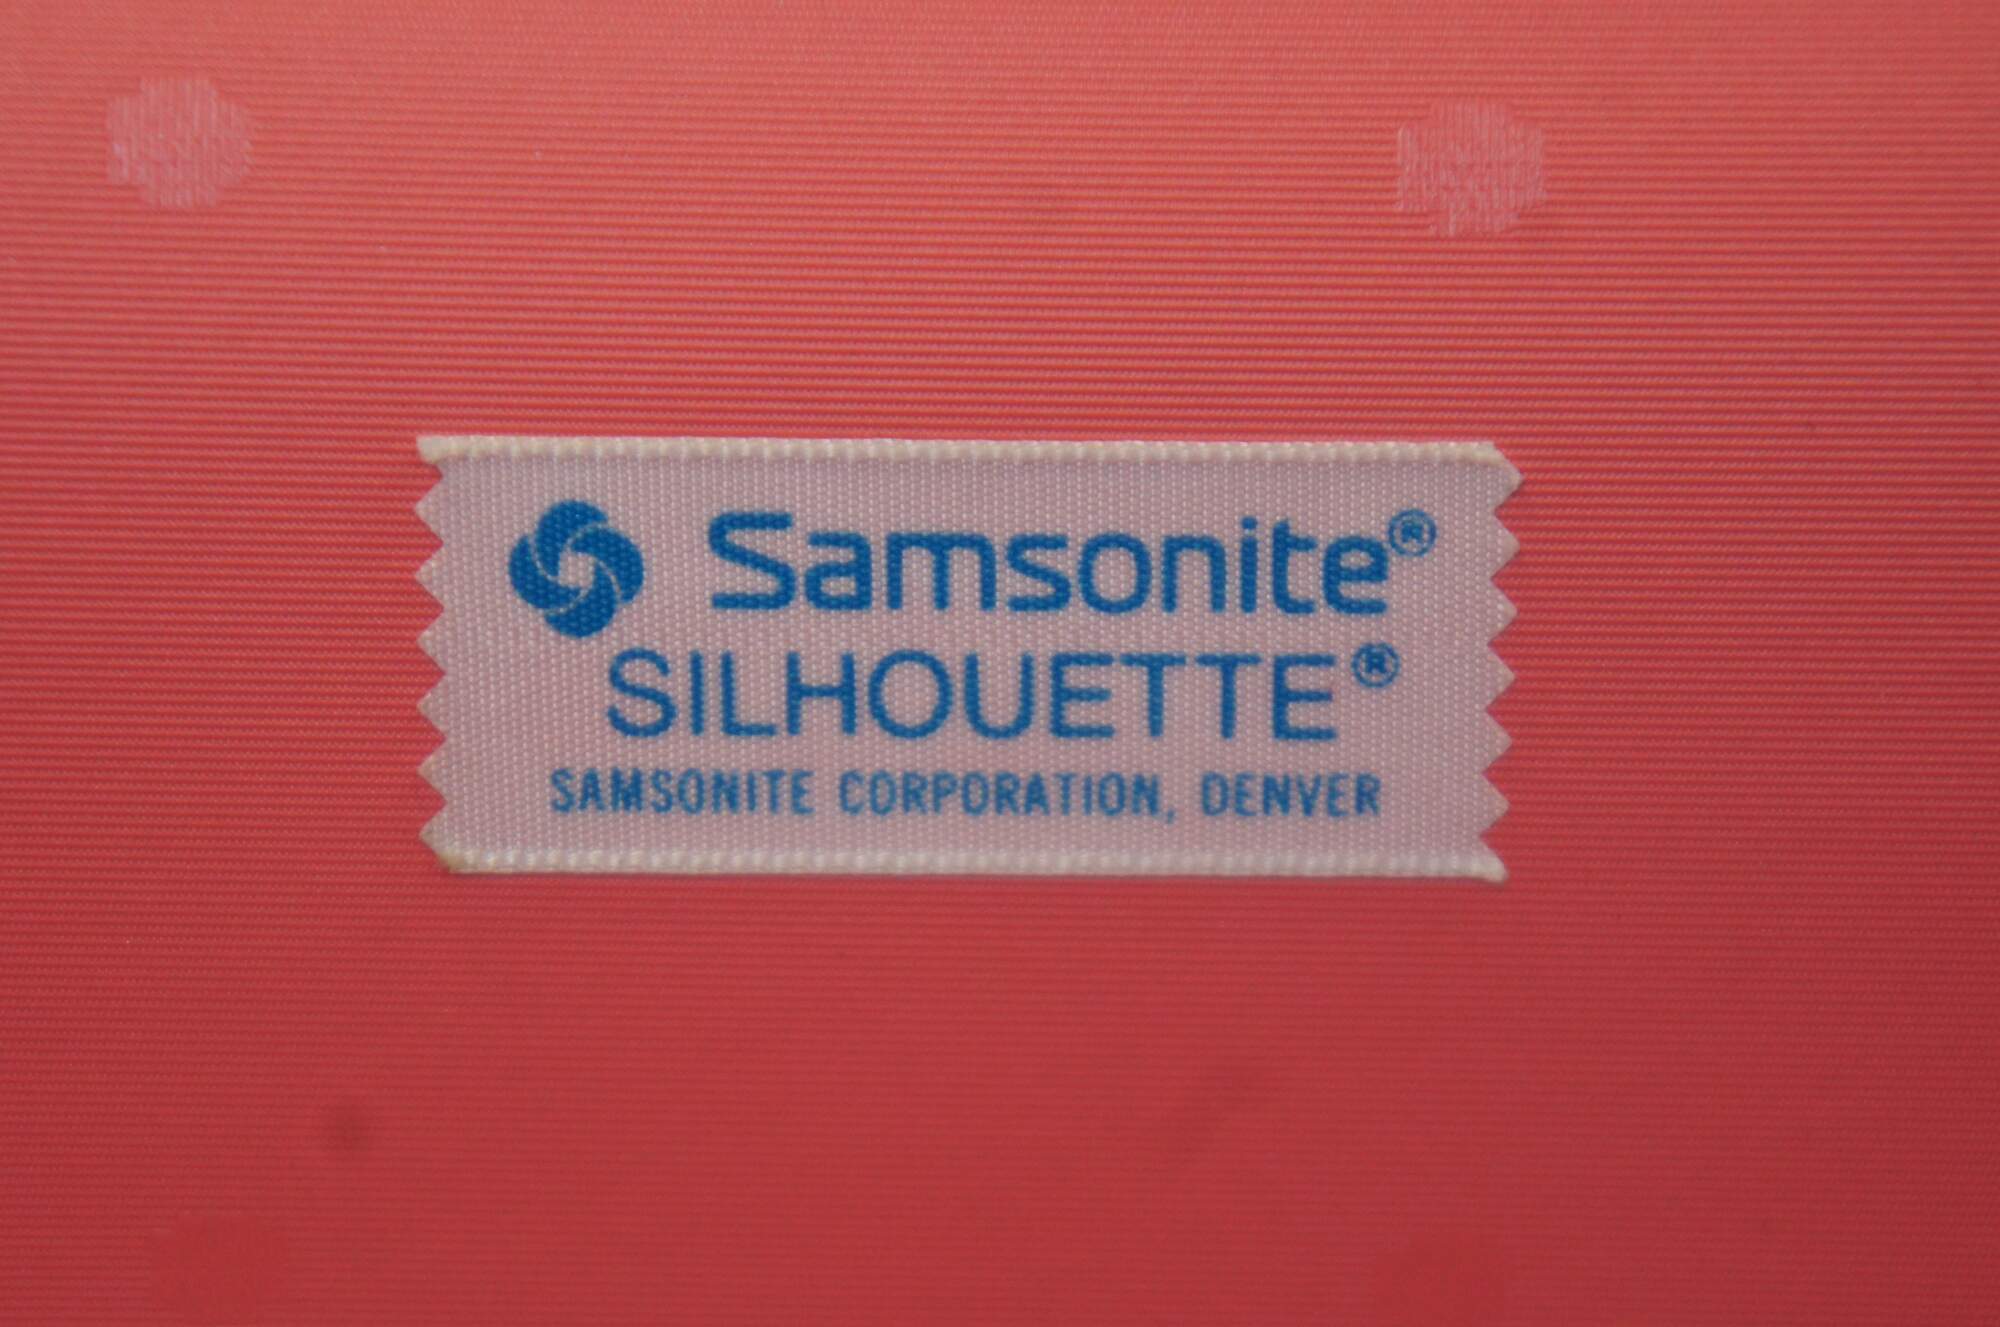 Samsonite®
SILHOUETTE®
SAMSONITE CORPORATION, DENVER